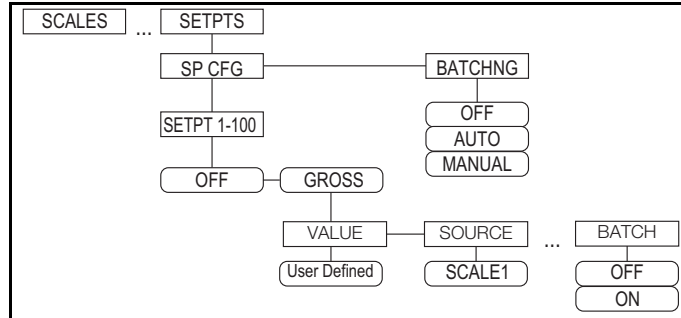 SCALES ... SETPTS
SP CFG BATCHNG
OFF
SETPT 1-100 AUTO
MANUAL
OFF GROSS
VALUE SOURCE ... BATCH
User Defined SCALE1 OFF
ON